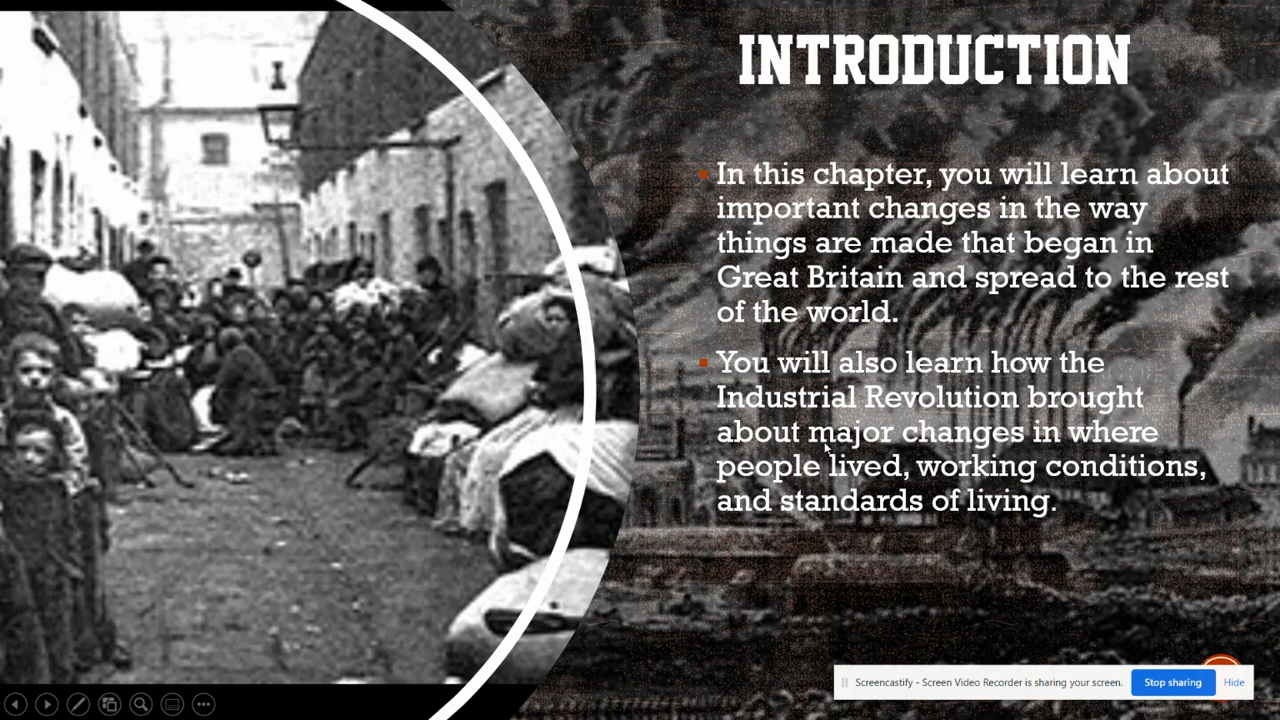 INTRODUCTION
In this chapter, you will learn about
important changes in the way
things are made that began in
Great Britain and spread to the rest
of the world.
You will also learn how the
Industrial Revolution brought
about major changes in where
people lived, working conditions,
and standards of living.
Screencastify - Screen Video Recorder is sharing your screen. Stop sharing Hide